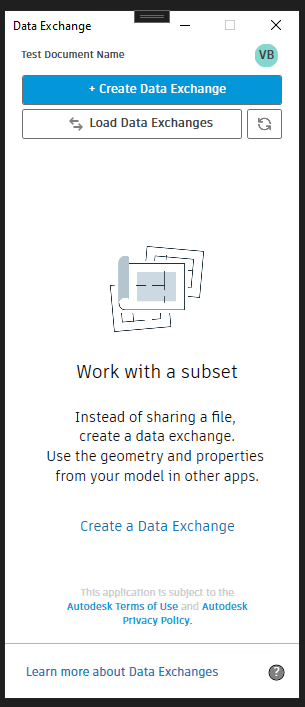 Data Exchange
Test Document Name
VB
+ Create Data Exchange
Load Data Exchanges
Work with a subset
Instead of sharing a file,
create a data exchange.
Use the geometry and properties
from your model in other apps.
Create a Data Exchange
This application is subject to the
Autodesk Terms of Use and Autodesk
Privacy Policy.
Learn more about Data Exchanges
?